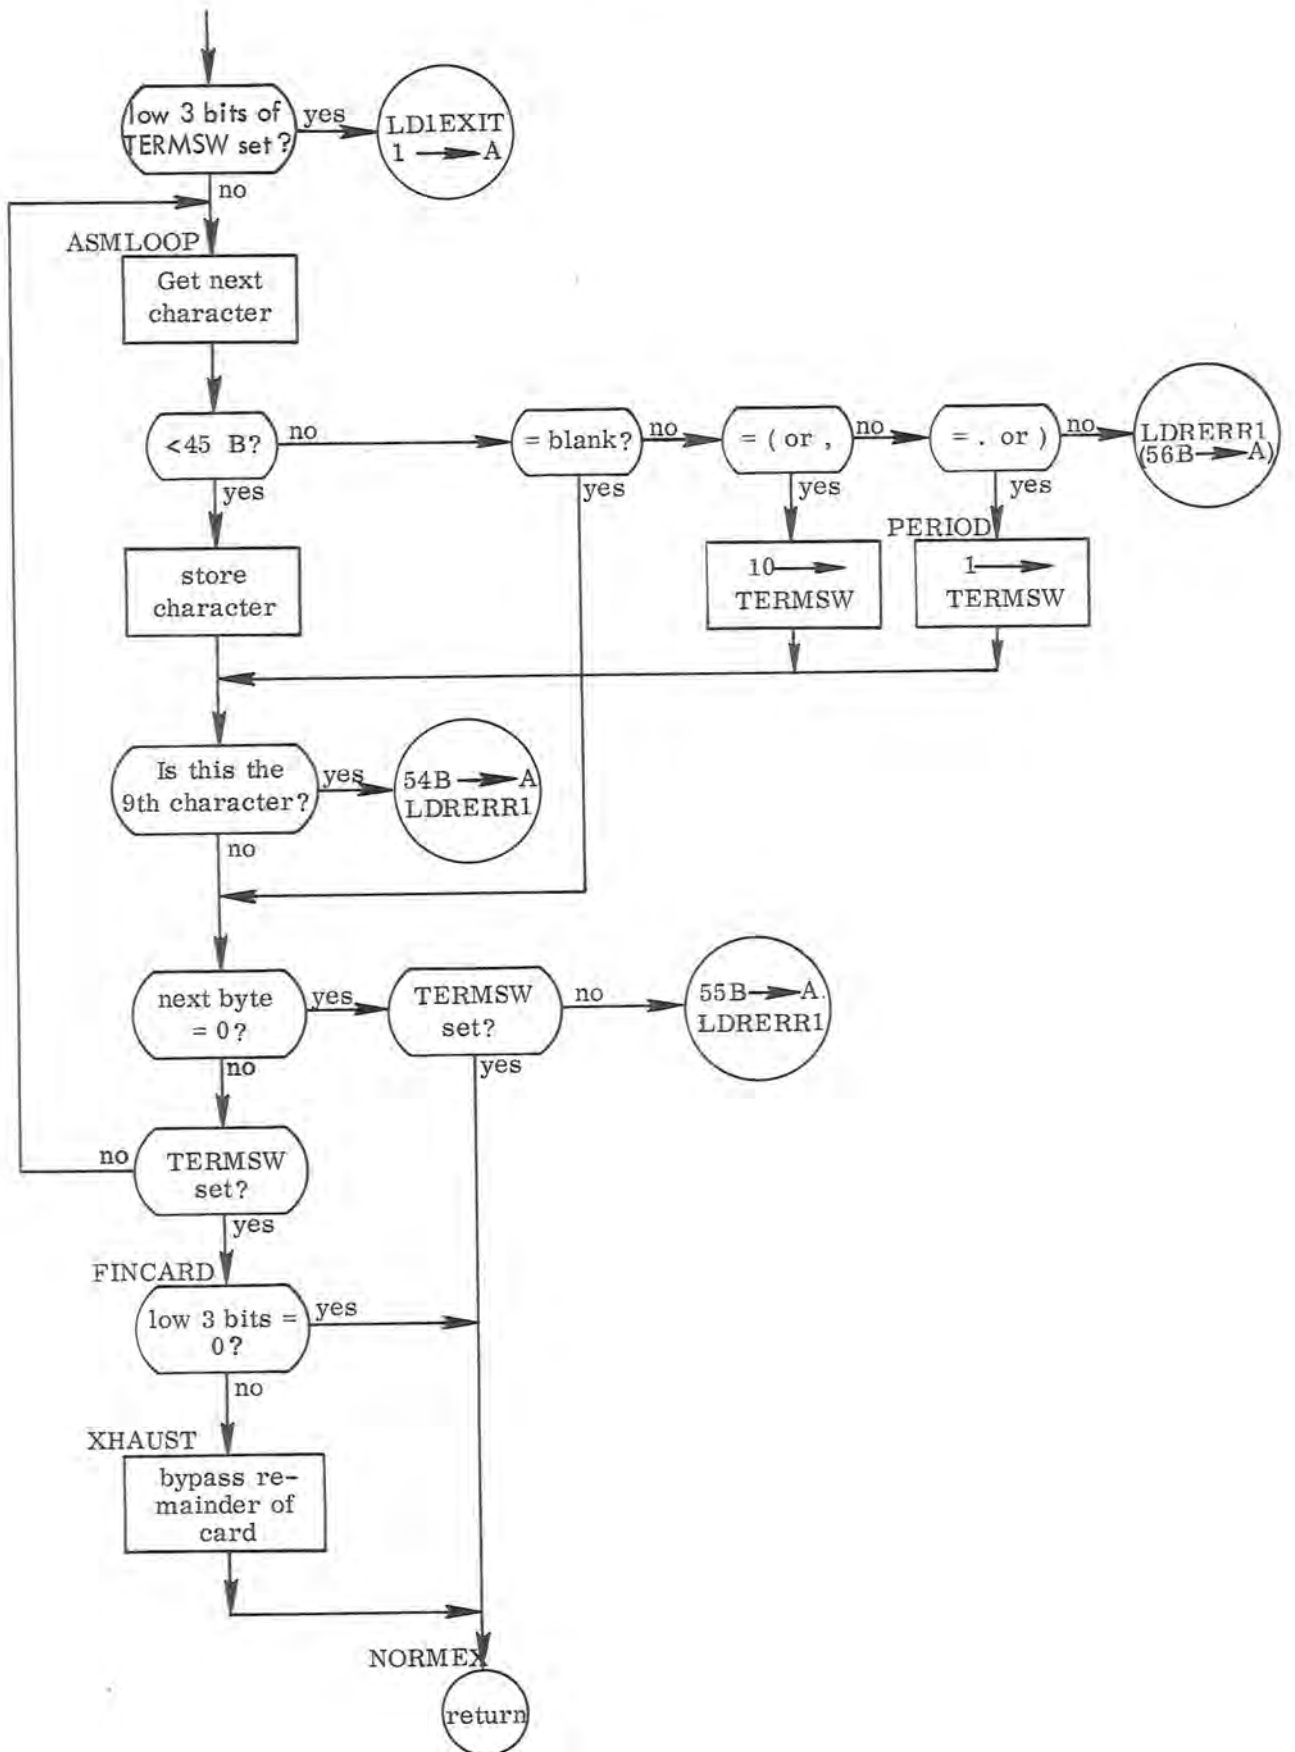 low 3 bits of
TERMSW set?
yes
LD1EXIT
1 → A
no
ASMLOOP
Get next
character
<45 B?
no
= blank?
no
= ( or ,
no
= . or )
no
LDRERR1
(56B → A)
yes
yes
yes
yes
store
character
10 →
TERMSW
PERIOD
1 →
TERMSW
Is this the
9th character?
yes
54B → A
LDRERR1
no
next byte
= 0?
yes
TERMSW
set?
no
55B → A.
LDRERR1
no
yes
no
TERMSW
set?
yes
FINCARD
low 3 bits =
0?
yes
no
XHAUST
bypass re-
mainder of
card
NORMEX
return